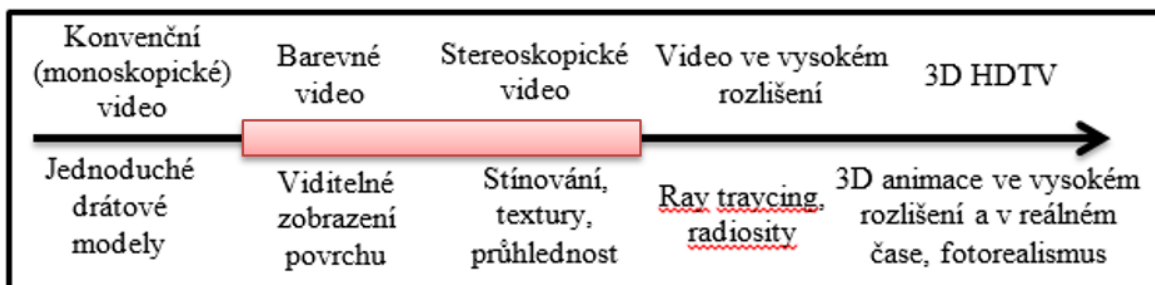 Konvenční
(monoskopické)
video
Barevné
video
Stereoskopické
video
Video ve vysokém
rozlišení
3D HDTV
Jednoduché
drátové
modely
Viditelné
zobrazení
povrchu
Stínování,
textury,
průhlednost
Ray traycing,
radiosity
3D animace ve vysokém
rozlišení a v reálném
čase, fotorealismus